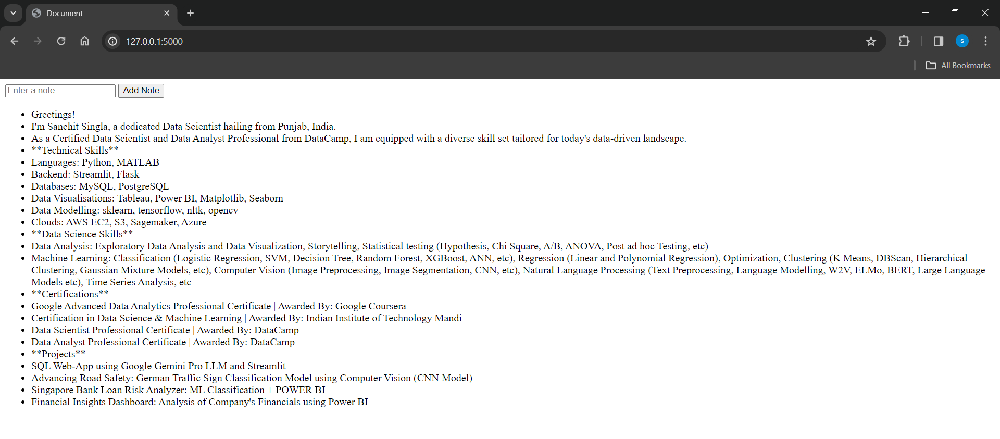 Document
127.0.0.1:5000
s
All Bookmarks
Enter a note Add Note
Greetings!
I'm Sanchit Singla, a dedicated Data Scientist hailing from Punjab, India.
As a Certified Data Scientist and Data Analyst Professional from DataCamp, I am equipped with a diverse skill set tailored for today's data-driven landscape.
**Technical Skills**
Languages: Python, MATLAB
Backend: Streamlit, Flask
Databases: MySQL, PostgreSQL
Data Visualisations: Tableau, Power BI, Matplotlib, Seaborn
Data Modelling: sklearn, tensorflow, nltk, opencv
Clouds: AWS EC2, S3, Sagemaker, Azure
**Data Science Skills**
Data Analysis: Exploratory Data Analysis and Data Visualization, Storytelling, Statistical testing (Hypothesis, Chi Square, A/B, ANOVA, Post ad hoc Testing, etc)
Machine Learning: Classification (Logistic Regression, SVM, Decision Tree, Random Forest, XGBoost, ANN, etc), Regression (Linear and Polynomial Regression), Optimization, Clustering (K Means, DBScan, Hierarchical
Clustering, Gaussian Mixture Models, etc), Computer Vision (Image Preprocessing, Image Segmentation, CNN, etc), Natural Language Processing (Text Preprocessing, Language Modelling, W2V, ELMo, BERT, Large Language
Models etc), Time Series Analysis, etc
**Certifications**
Google Advanced Data Analytics Professional Certificate | Awarded By: Google Coursera
Certification in Data Science & Machine Learning | Awarded By: Indian Institute of Technology Mandi
Data Scientist Professional Certificate | Awarded By: DataCamp
Data Analyst Professional Certificate | Awarded By: DataCamp
**Projects**
SQL Web-App using Google Gemini Pro LLM and Streamlit
Advancing Road Safety: German Traffic Sign Classification Model using Computer Vision (CNN Model)
Singapore Bank Loan Risk Analyzer: ML Classification + POWER BI
Financial Insights Dashboard: Analysis of Company's Financials using Power BI